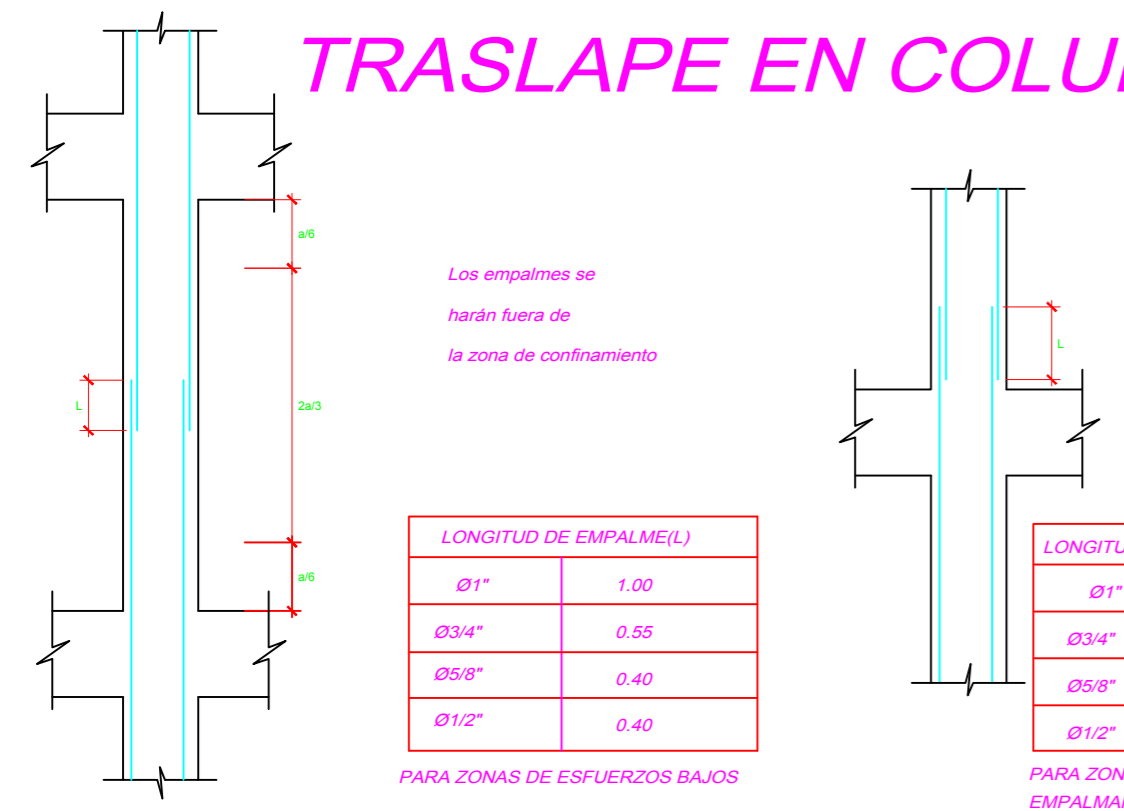 TRASLAPE EN COLU
a/6
2a/3
a/6
L
Los empalmes se
harán fuera de
la zona de confinamiento
LONGITUD DE EMPALME(L)
Ø1" 1.00
Ø3/4" 0.55
Ø5/8" 0.40
Ø1/2" 0.40
PARA ZONAS DE ESFUERZOS BAJOS
L
LONGITU
Ø1"
Ø3/4"
Ø5/8"
Ø1/2"
PARA ZON
EMPALMA